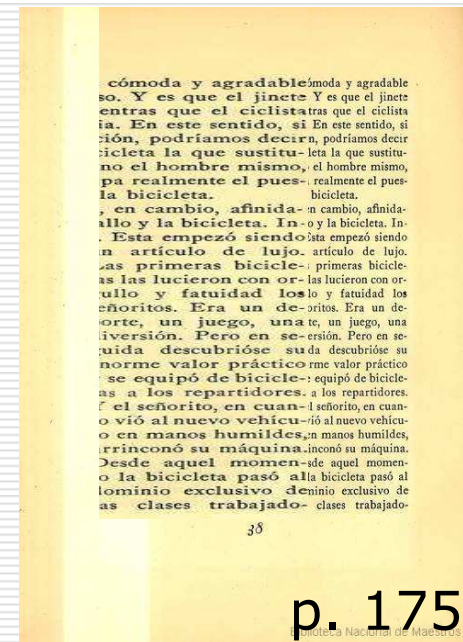 cómoda y agradable
so. Y es que el jinete
entras que el ciclista
ia. En este sentido, si
ción, podríamos decir
icicleta la que sustitu-
no el hombre mismo,
pa realmente el pues-
la bicicleta.
, en cambio, afinida-
allo y la bicicleta. In-
. Esta empezó siendo
n artículo de lujo.
as primeras bicicle-
as las lucieron con or-
ullo y fatuidad los
eñoritos. Era un de-
orte, un juego, una
iversión. Pero en se-
uida descubrióse su
norme valor práctico
se equipó de bicicle-
as a los repartidores.
el señorito, en cuan-
o vió al nuevo vehícu-
o en manos humildes,
rrinconó su máquina.
Desde aquel momen-
o la bicicleta pasó al
dominio exclusivo de
as clases trabajado-
ómoda y agradable
Y es que el jinete
tras que el ciclista
En este sentido, si
n, podríamos decir
leta la que sustitu-
el hombre mismo,
realmente el pues-
bicicleta.
en cambio, afinida-
o y la bicicleta. In-
Esta empezó siendo
artículo de lujo.
primeras bicicle-
las lucieron con or-
lo y fatuidad los
oritos. Era un de-
te, un juego, una
ersión. Pero en se-
da descubrióse su
rme valor práctico
equipó de bicicle-
a los repartidores.
l señorito, en cuan-
ió al nuevo vehícu-
en manos humildes,
inconó su máquina.
sde aquel momen-
la bicicleta pasó al
minio exclusivo de
clases trabajado-
38
p. 175
Biblioteca Nacional de Maestros